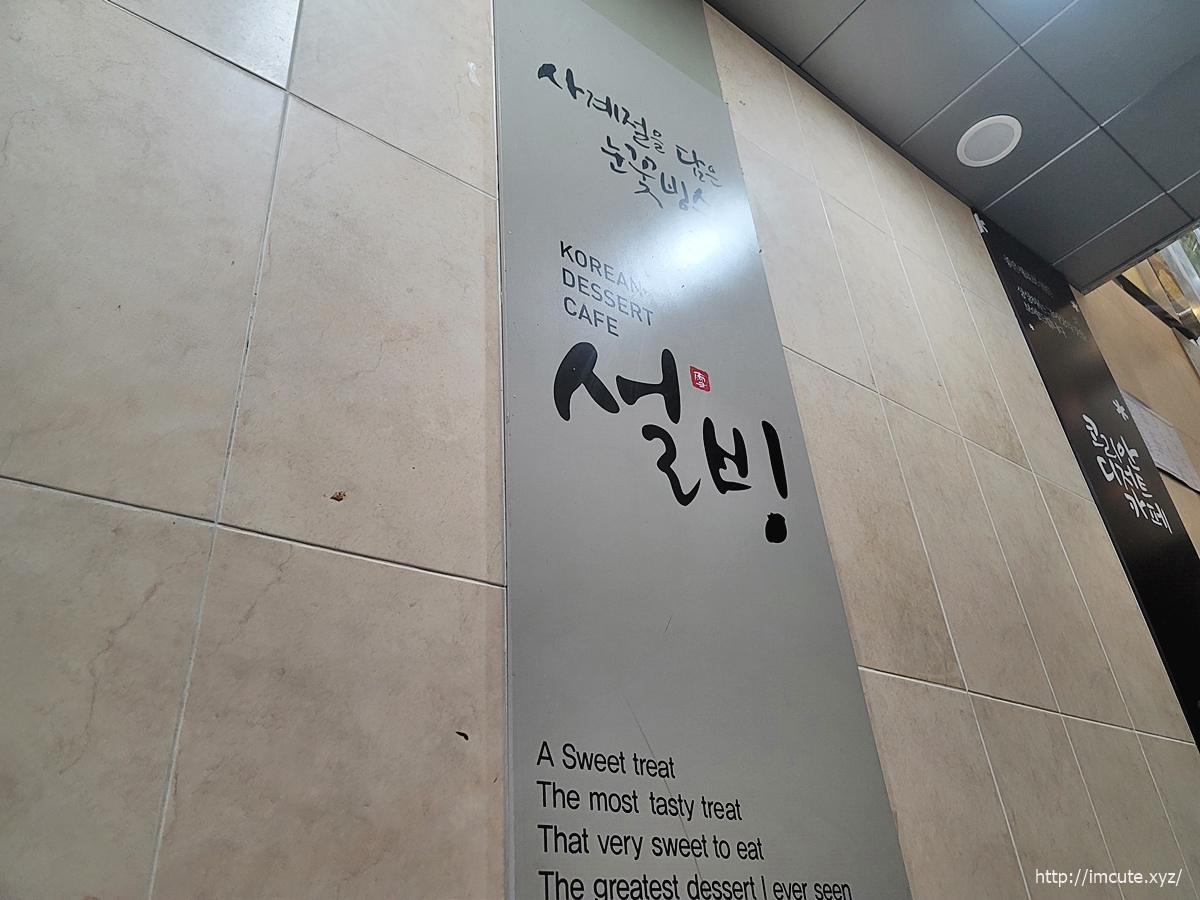 사계절을 담은
눈꽃빙수
KOREAN
DESSERT
CAFE
설빙
雪
A Sweet treat
The most tasty treat
That very sweet to eat
The greatest dessert I ever seen
코리안
디저트
카페
http://imcute.xyz/